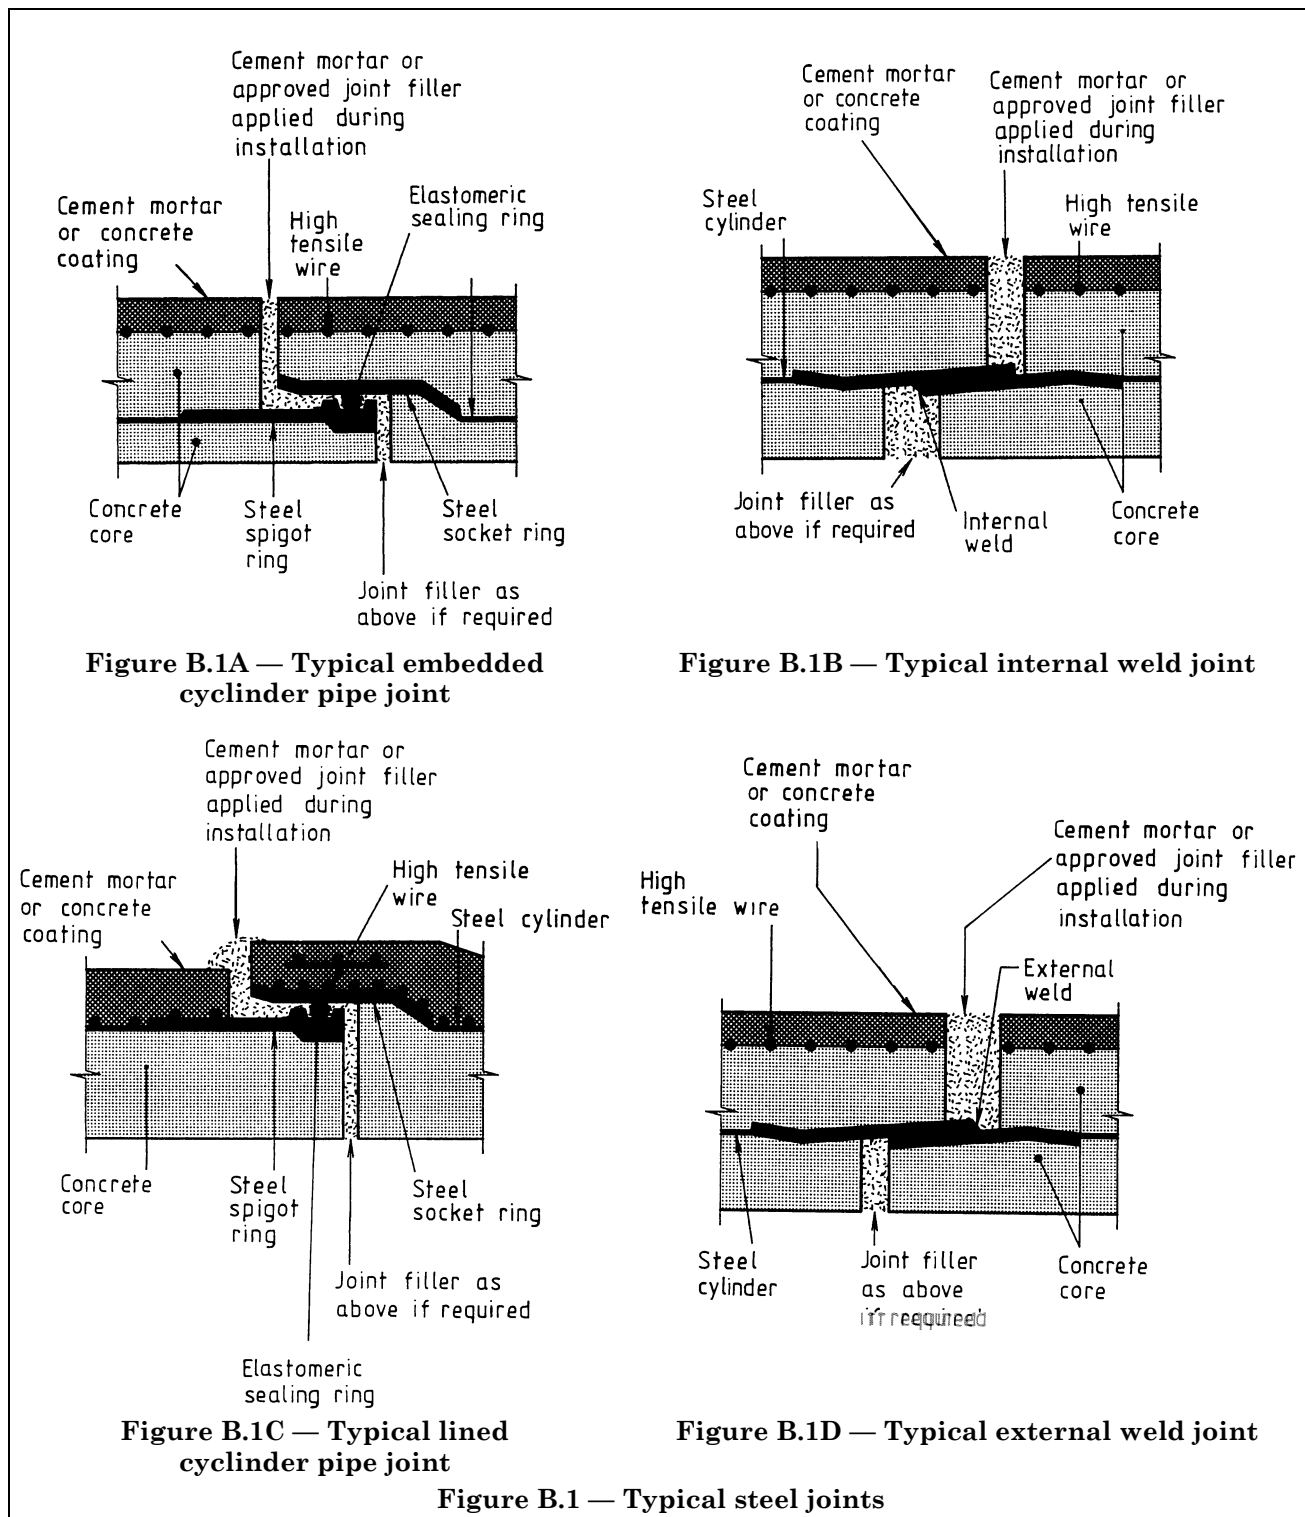 Cement mortar or
approved joint filler
applied during
installation
Cement mortar
or concrete
coating
High
tensile
wire
Elastomeric
sealing ring
Concrete
core
Steel
spigot
ring
Steel
socket ring
Joint filler as
above if required
Figure B.1A — Typical embedded
cyclinder pipe joint
Cement mortar
or concrete
coating
Cement mortar or
approved joint filler
applied during
installation
Steel
cylinder
High tensile
wire
Joint filler as
above if required
Internal
weld
Concrete
core
Figure B.1B — Typical internal weld joint
Cement mortar or
approved joint filler
applied during
installation
Cement mortar
or concrete
coating
High tensile
wire
Steel cylinder
Concrete
core
Steel
spigot
ring
Steel
socket ring
Joint filler as
above if required
Elastomeric
sealing ring
Figure B.1C — Typical lined
cyclinder pipe joint
Cement mortar
or concrete
coating
Cement mortar or
approved joint filler
applied during
installation
High
tensile wire
External
weld
Steel
cylinder
Joint filler
as above
if required
Concrete
core
Figure B.1D — Typical external weld joint
Figure B.1 — Typical steel joints